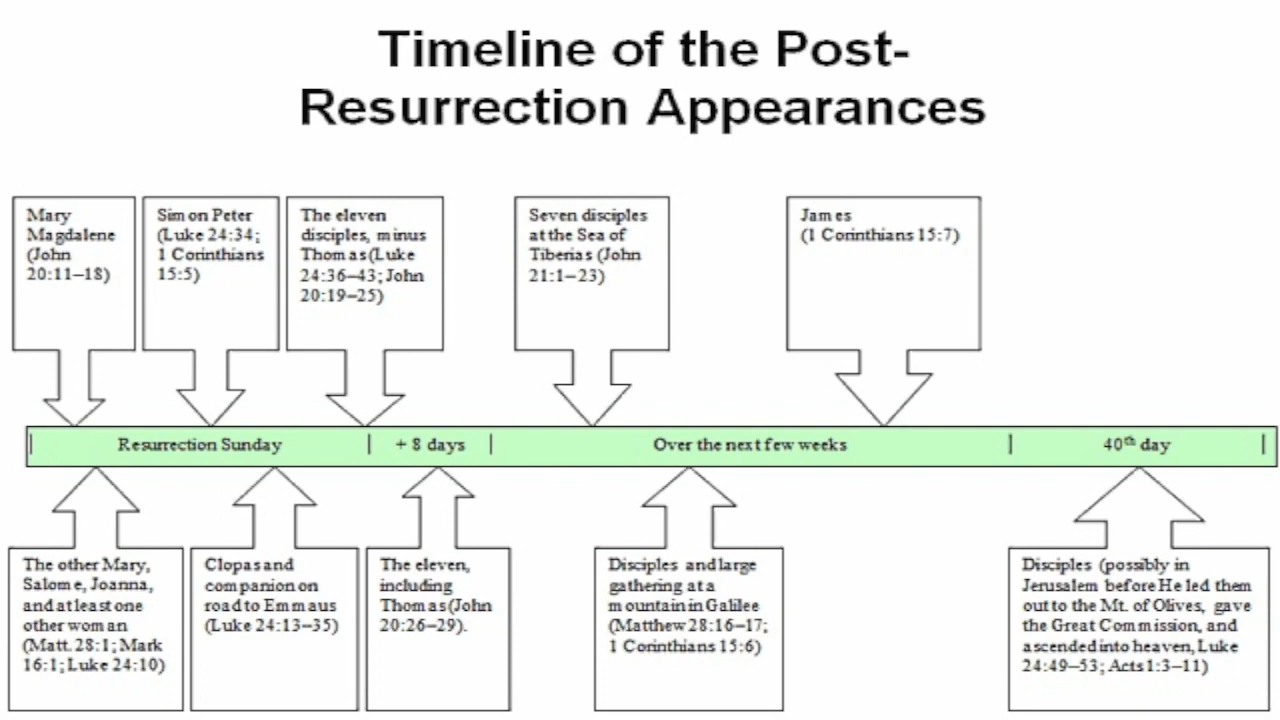 Timeline of the Post-
Resurrection Appearances
Mary
Magdalene
(John
20:11–18)
Simon Peter
(Luke 24:34;
1 Corinthians
15:5)
The eleven
disciples, minus
Thomas (Luke
24:36–43; John
20:19–25)
Seven disciples
at the Sea of
Tiberias (John
21:1–23)
James
(1 Corinthians 15:7)
Resurrection Sunday
+ 8 days
Over the next few weeks
40th day
The other Mary,
Salome, Joanna,
and at least one
other woman
(Matt. 28:1; Mark
16:1; Luke 24:10)
Clopas and
companion on
road to Emmaus
(Luke 24:13–35)
The eleven,
including
Thomas (John
20:26–29).
Disciples and large
gathering at a
mountain in Galilee
(Matthew 28:16–17;
1 Corinthians 15:6)
Disciples (possibly in
Jerusalem before He led them
out to the Mt. of Olives, gave
the Great Commission, and
ascended into heaven, Luke
24:49–53; Acts 1:3–11)